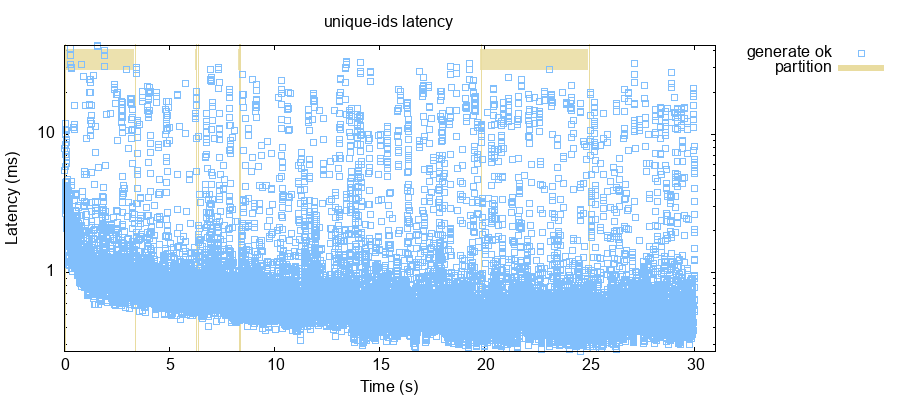 unique-ids latency
generate ok
partition
10
1
Latency (ms)
0 5 10 15 20 25 30
Time (s)